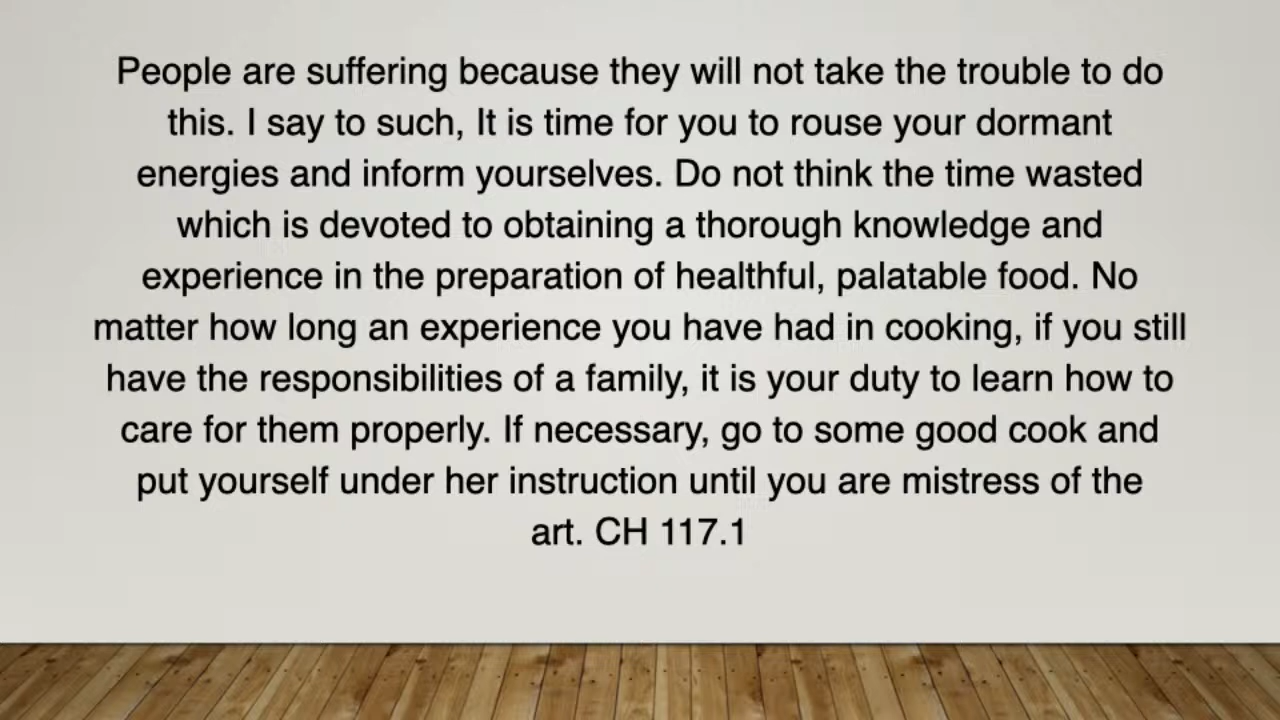 People are suffering because they will not take the trouble to do
this. I say to such, It is time for you to rouse your dormant
energies and inform yourselves. Do not think the time wasted
which is devoted to obtaining a thorough knowledge and
experience in the preparation of healthful, palatable food. No
matter how long an experience you have had in cooking, if you still
have the responsibilities of a family, it is your duty to learn how to
care for them properly. If necessary, go to some good cook and
put yourself under her instruction until you are mistress of the
art. CH 117.1